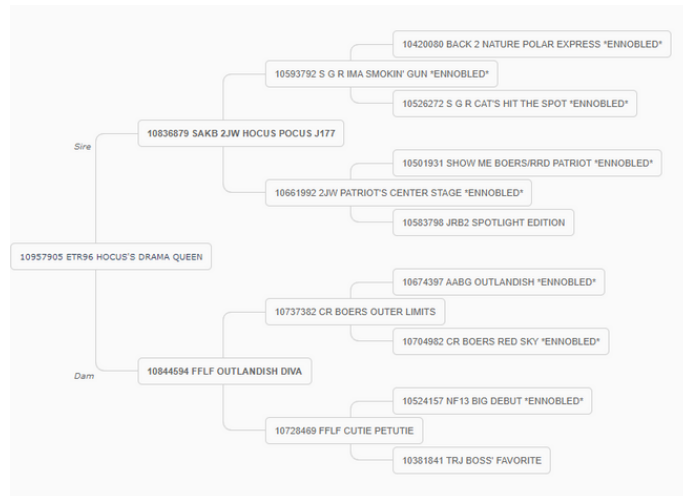 10420080 BACK 2 NATURE POLAR EXPRESS *ENNOBLED*
10593792 S G R IMA SMOKIN' GUN *ENNOBLED*
10526272 S G R CAT'S HIT THE SPOT *ENNOBLED*
10836879 SAKB 2JW HOCUS POCUS J177
Sire
10501931 SHOW ME BOERS/RRD PATRIOT *ENNOBLED*
10661992 2JW PATRIOT'S CENTER STAGE *ENNOBLED*
10583798 JRB2 SPOTLIGHT EDITION
10957905 ETR96 HOCUS'S DRAMA QUEEN
10674397 AABG OUTLANDISH *ENNOBLED*
10737382 CR BOERS OUTER LIMITS
10704982 CR BOERS RED SKY *ENNOBLED*
Dam
10844594 FFLF OUTLANDISH DIVA
10524157 NF13 BIG DEBUT *ENNOBLED*
10728469 FFLF CUTIE PETUTIE
10381841 TRJ BOSS' FAVORITE